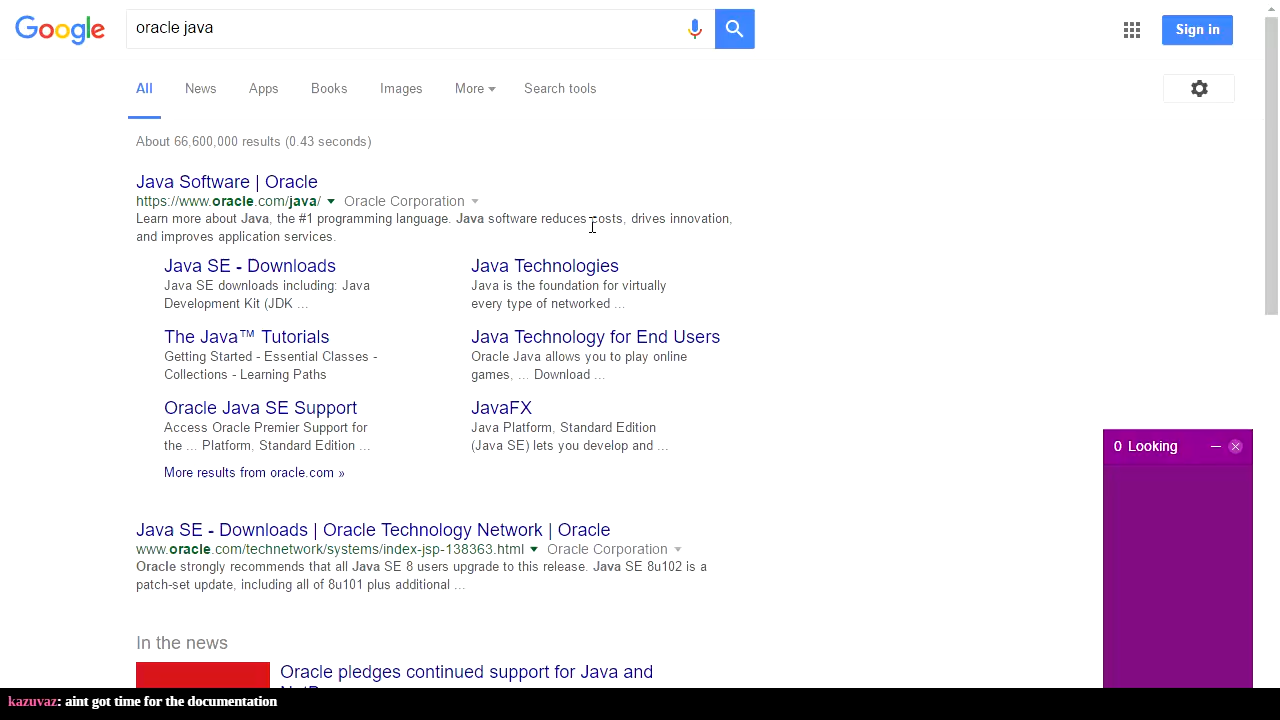 Google
oracle java
Sign in
All News Apps Books Images More Search tools
About 66,600,000 results (0.43 seconds)
Java Software | Oracle
https://www.oracle.com/java/ Oracle Corporation
Learn more about Java, the #1 programming language. Java software reduces costs, drives innovation,
and improves application services.
Java SE - Downloads
Java SE downloads including: Java
Development Kit (JDK ...
Java Technologies
Java is the foundation for virtually
every type of networked ...
The Java™ Tutorials
Getting Started - Essential Classes -
Collections - Learning Paths
Java Technology for End Users
Oracle Java allows you to play online
games, ... Download ...
Oracle Java SE Support
Access Oracle Premier Support for
the ... Platform, Standard Edition ...
JavaFX
Java Platform, Standard Edition
(Java SE) lets you develop and ...
More results from oracle.com »
0 Looking
Java SE - Downloads | Oracle Technology Network | Oracle
www.oracle.com/technetwork/systems/index-jsp-138363.html Oracle Corporation
Oracle strongly recommends that all Java SE 8 users upgrade to this release. Java SE 8u102 is a
patch-set update, including all of 8u101 plus additional ...
In the news
Oracle pledges continued support for Java and
kazuvaz: aint got time for the documentation